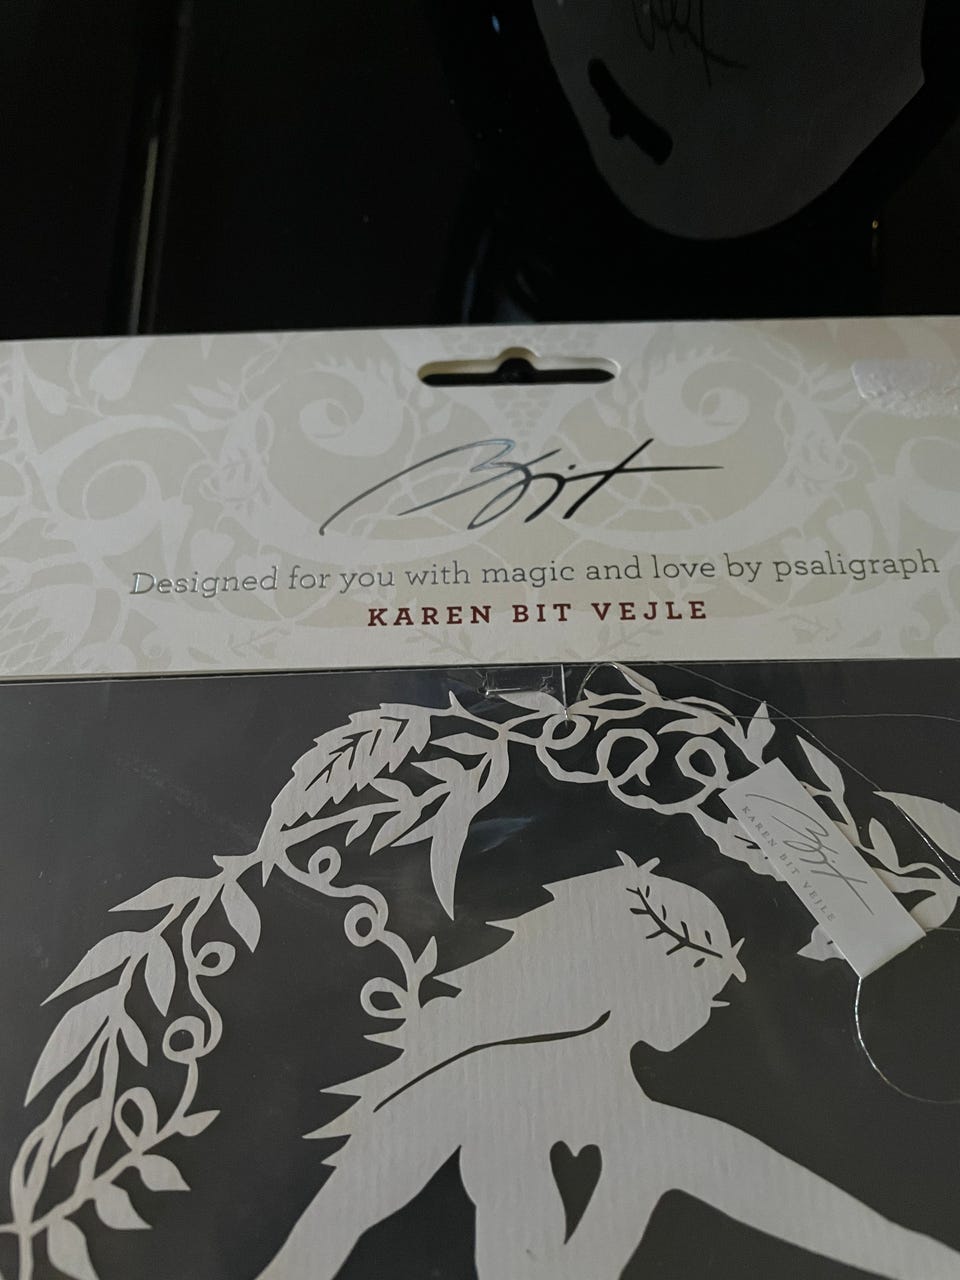 Bit
Designed for you with magic and love by psaligraph
KAREN BIT VEJLE
Bit
KAREN BIT VEJLE